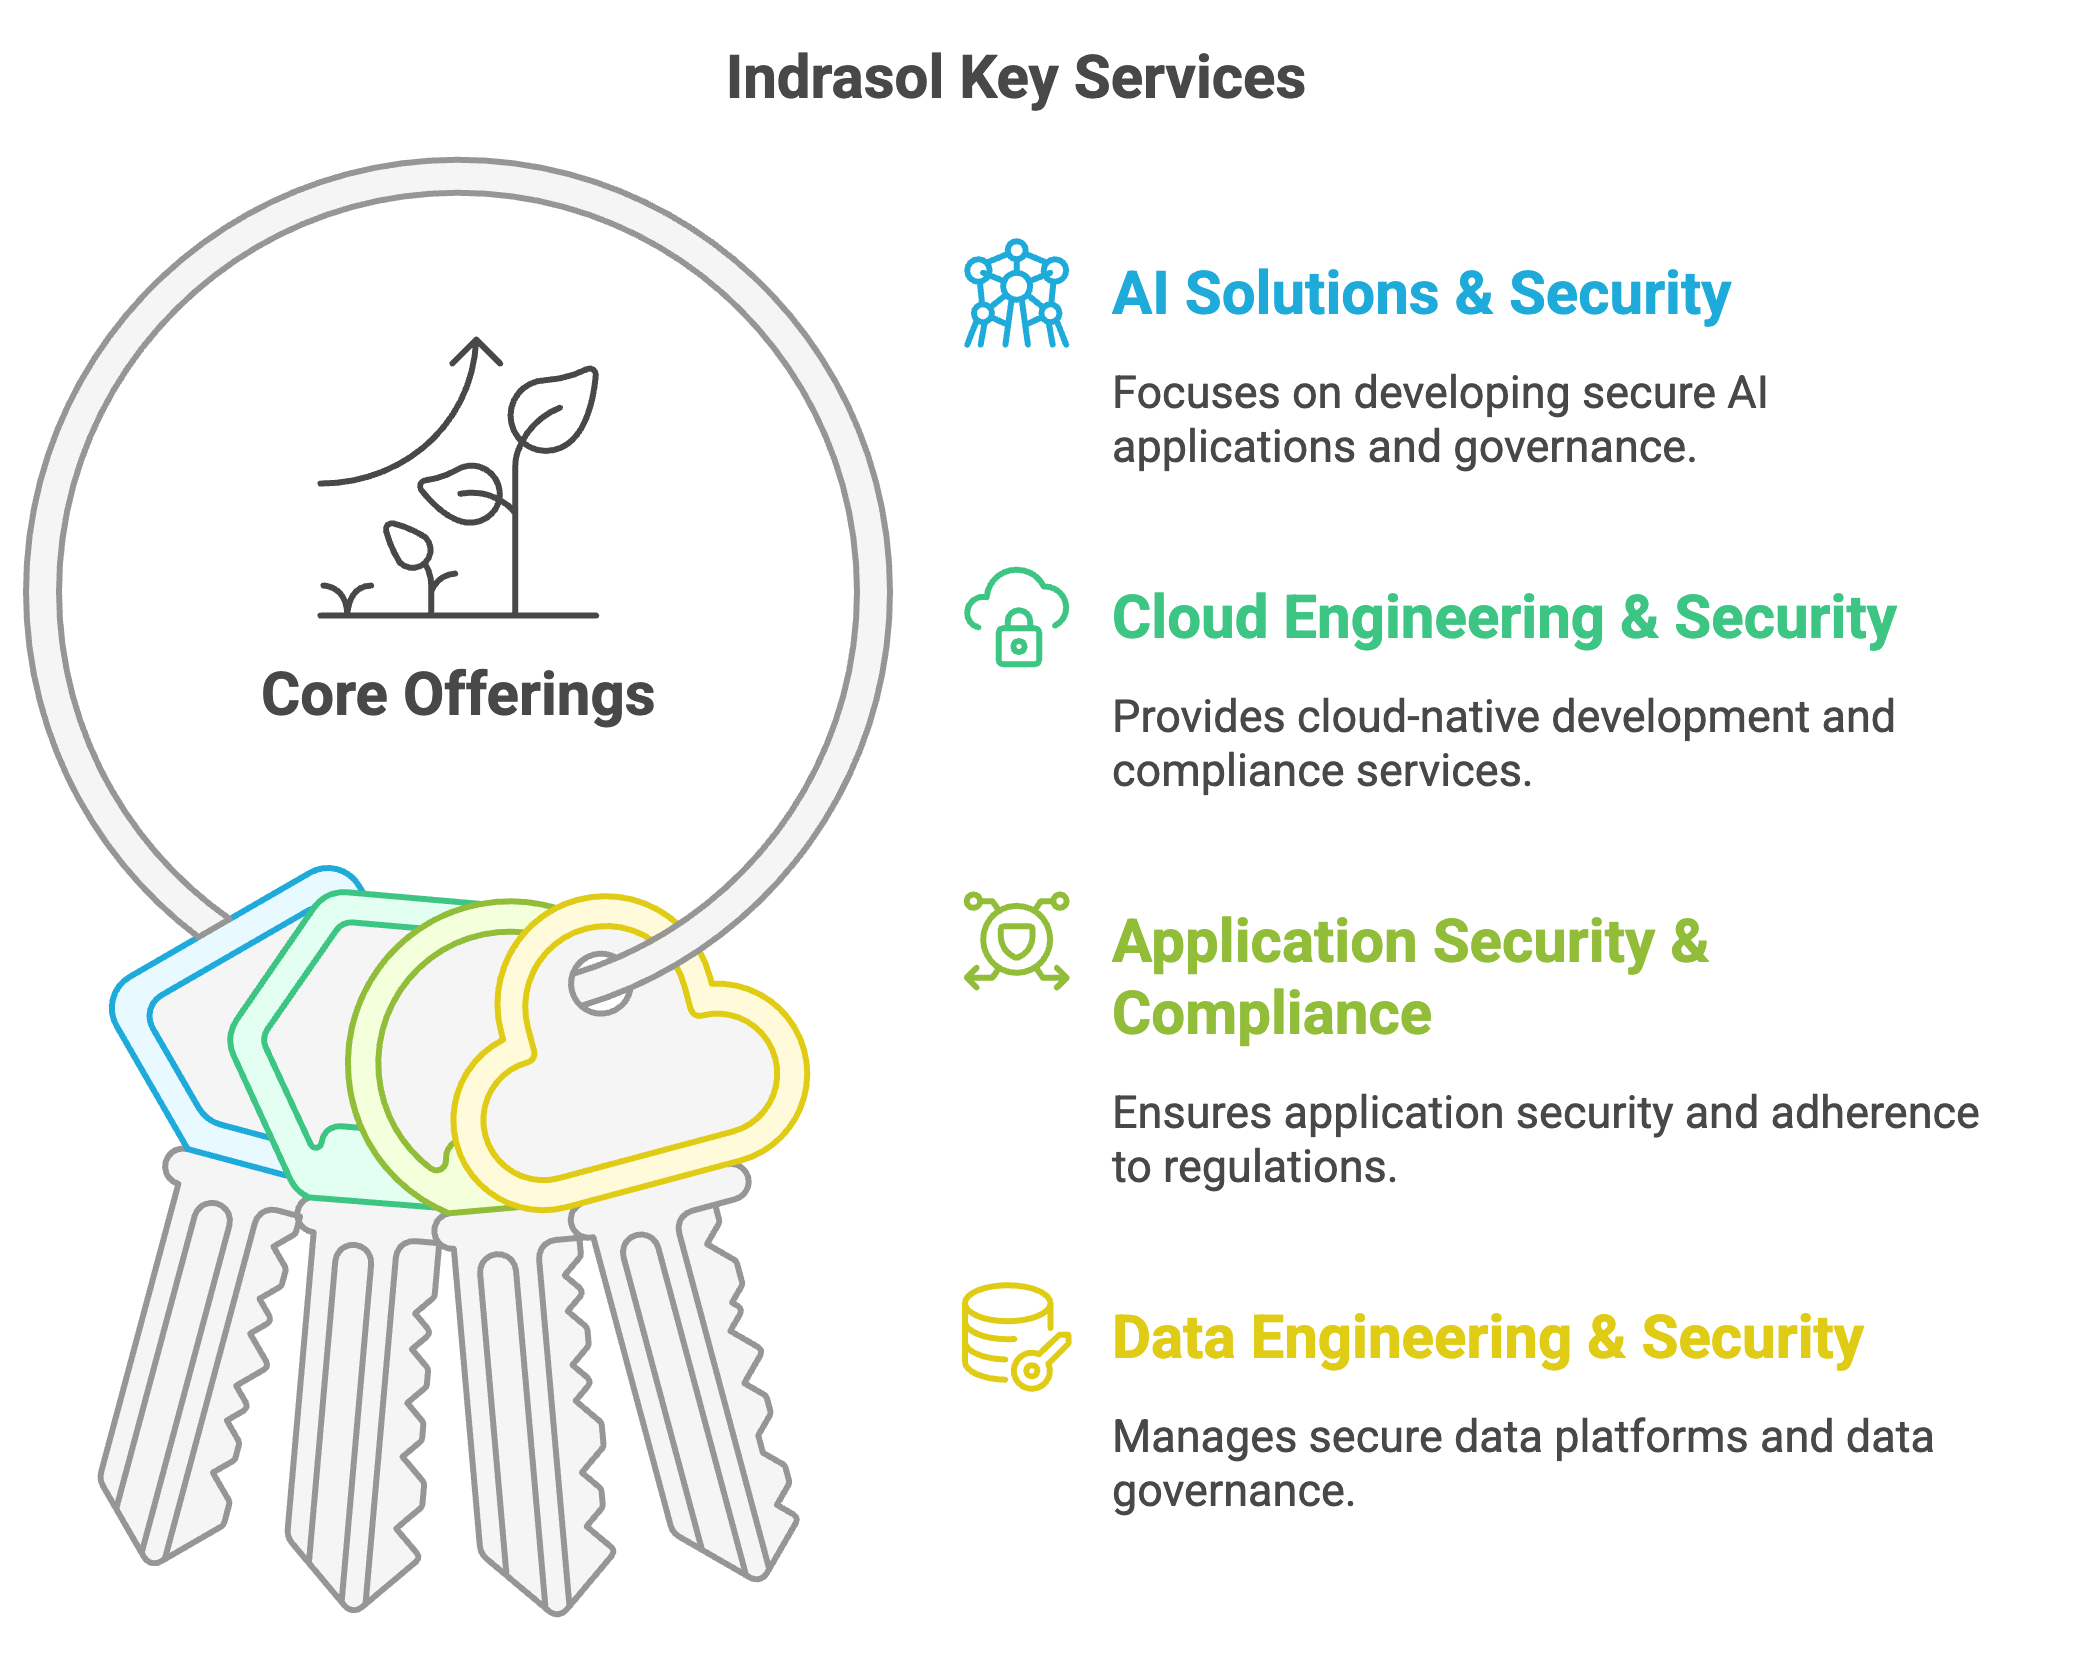 Indrasol Key Services
Core Offerings
AI Solutions & Security
Focuses on developing secure AI
applications and governance.
Cloud Engineering & Security
Provides cloud-native development and
compliance services.
Application Security &
Compliance
Ensures application security and adherence
to regulations.
Data Engineering & Security
Manages secure data platforms and data
governance.